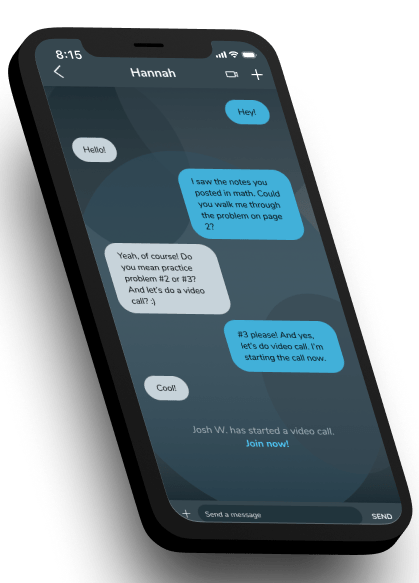 8:15
Hannah
Hey!
Hello!
I saw the notes you
posted in math. Could
you walk me through
the problem on page
2?
Yeah, of course! Do
you mean practice
problem #2 or #3?
And let's do a video
call? :)
#3 please! And yes,
let's do video call. I'm
starting the call now.
Cool!
Josh W. has started a video call.
Join now!
Send a message
SEND